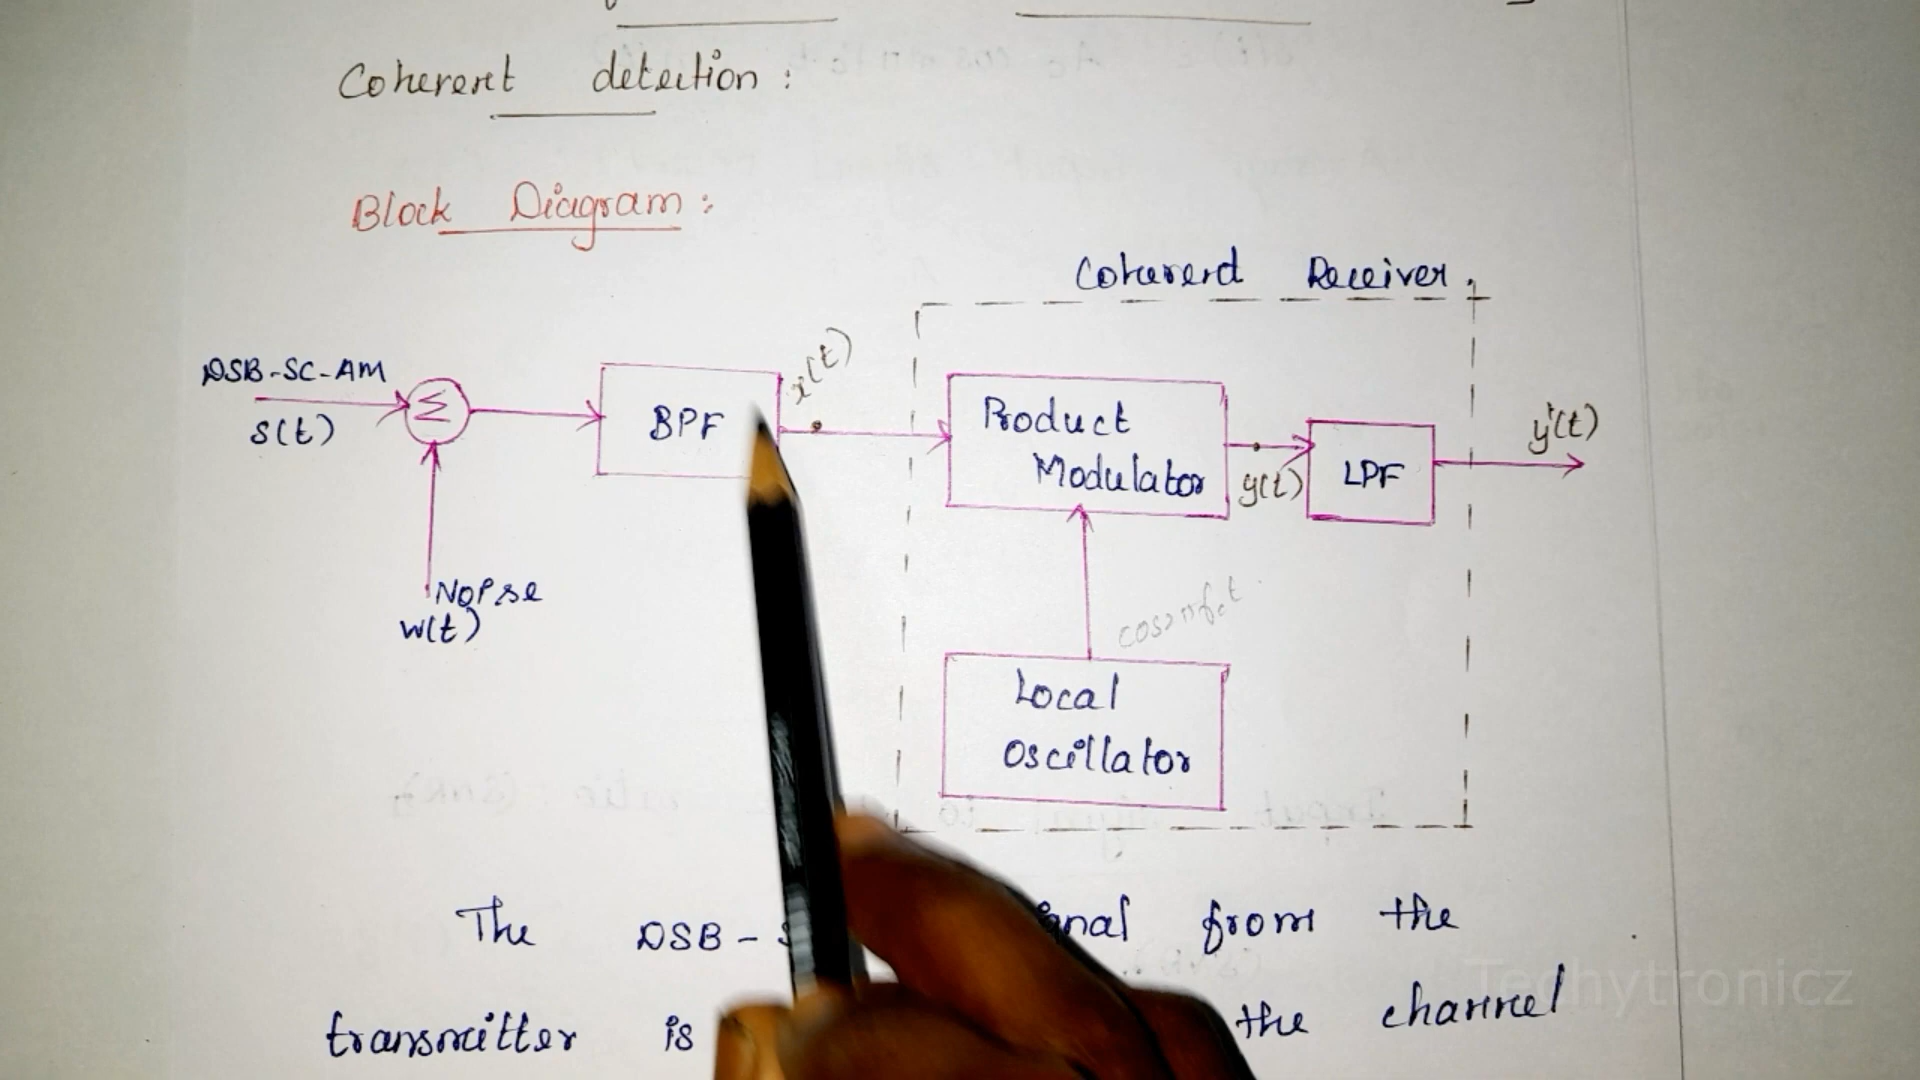 Coherent detection :
Block Diagram :
Coherend Receiver
DSB-SC-AM
s(t)
Σ
BPF
x(t)
Product
Modulator
y(t)
LPF
y'(t)
Noise
w(t)
cos2πfct
Local
Oscillator
The DSB - from the
transmitter is the channel
Techytronicz